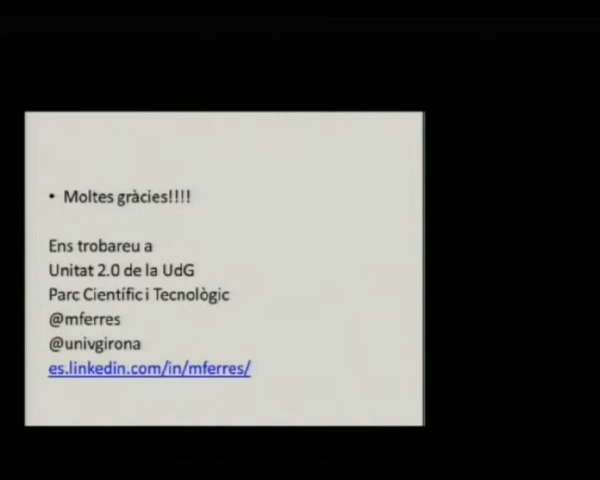 • Moltes gràcies!!!!
Ens trobareu a
Unitat 2.0 de la UdG
Parc Científic i Tecnològic
@mferres
@univgirona
es.linkedin.com/in/mferres/